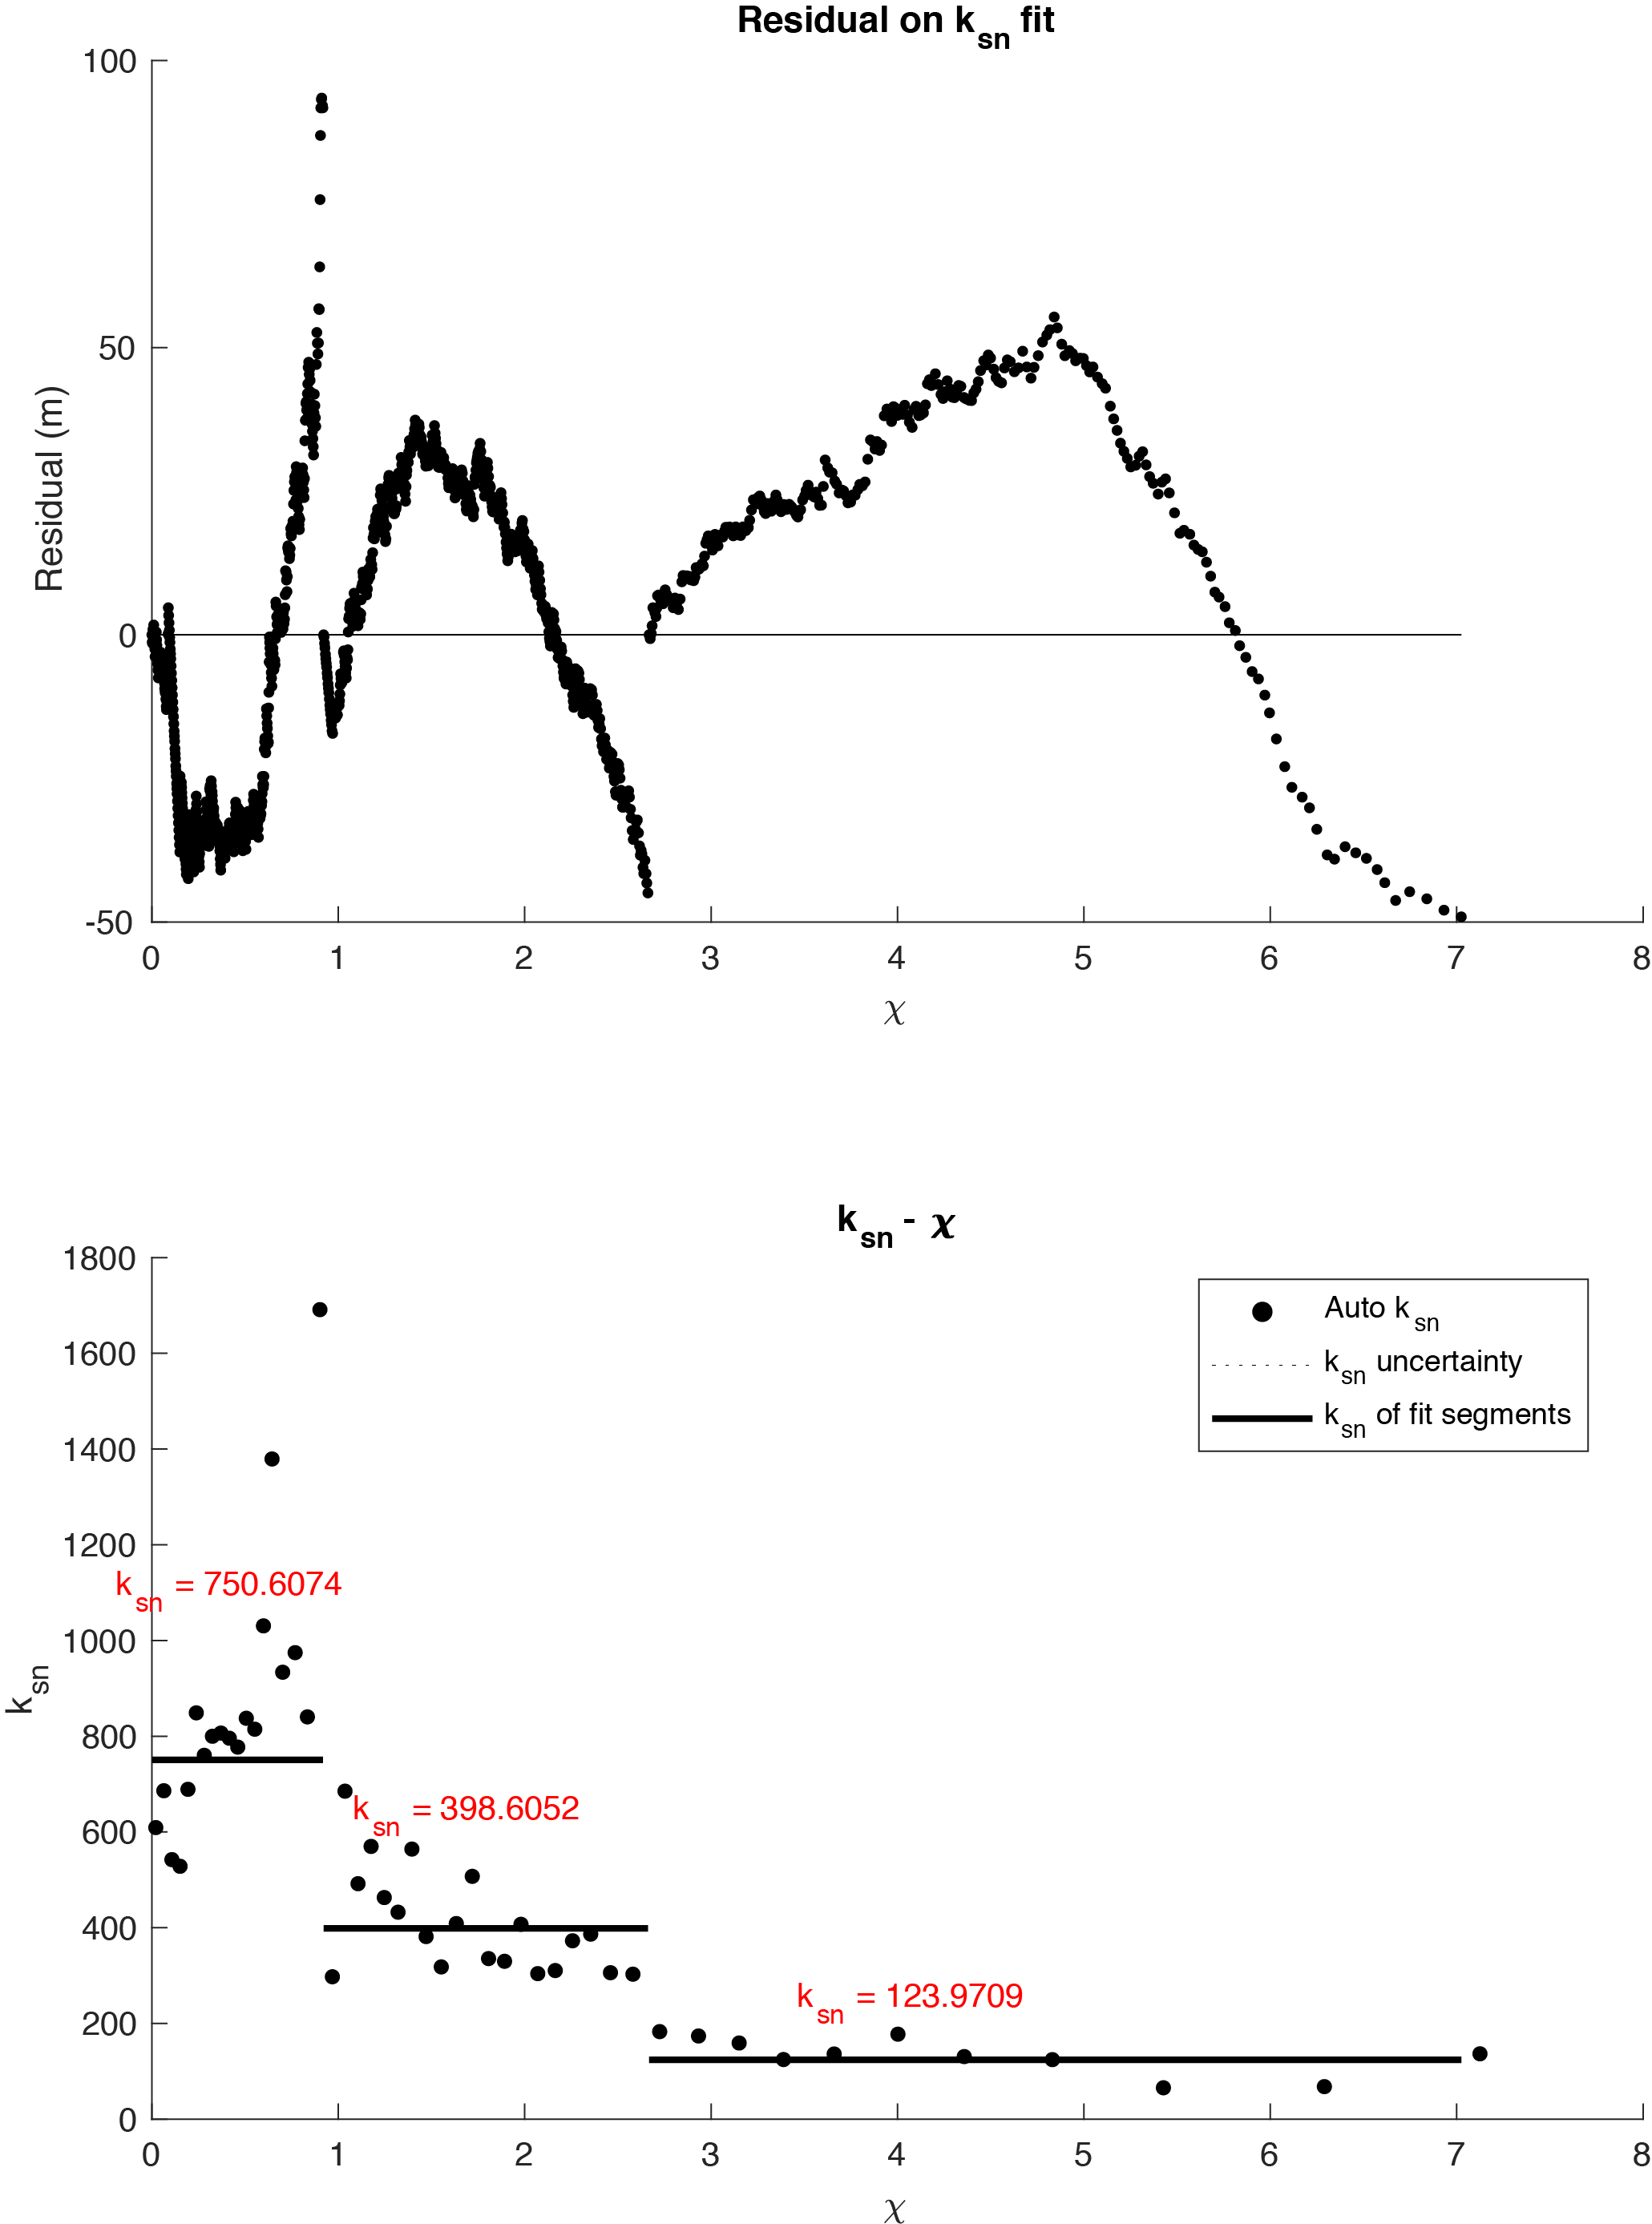 Residual on ksn fit
100
50
0
-50
Residual (m)
0 1 2 3 4 5 6 7 8
χ
ksn - χ
1800
1600
1400
1200
1000
800
600
400
200
0
ksn
Auto ksn
ksn uncertainty
ksn of fit segments
ksn = 750.6074
ksn = 398.6052
ksn = 123.9709
0 1 2 3 4 5 6 7 8
χ